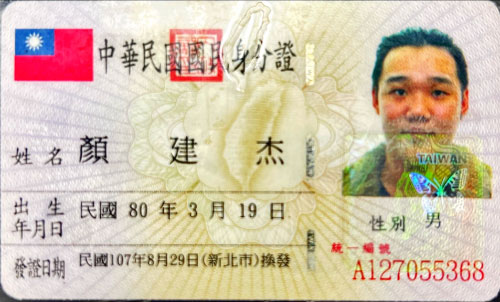 中華民國國民身分證
姓名 顏建杰
TAIWAN
出生年月日 民國 80 年 3 月 19 日
性別 男
統一編號
發證日期 民國107年8月29日(新北市)換發
A127055368